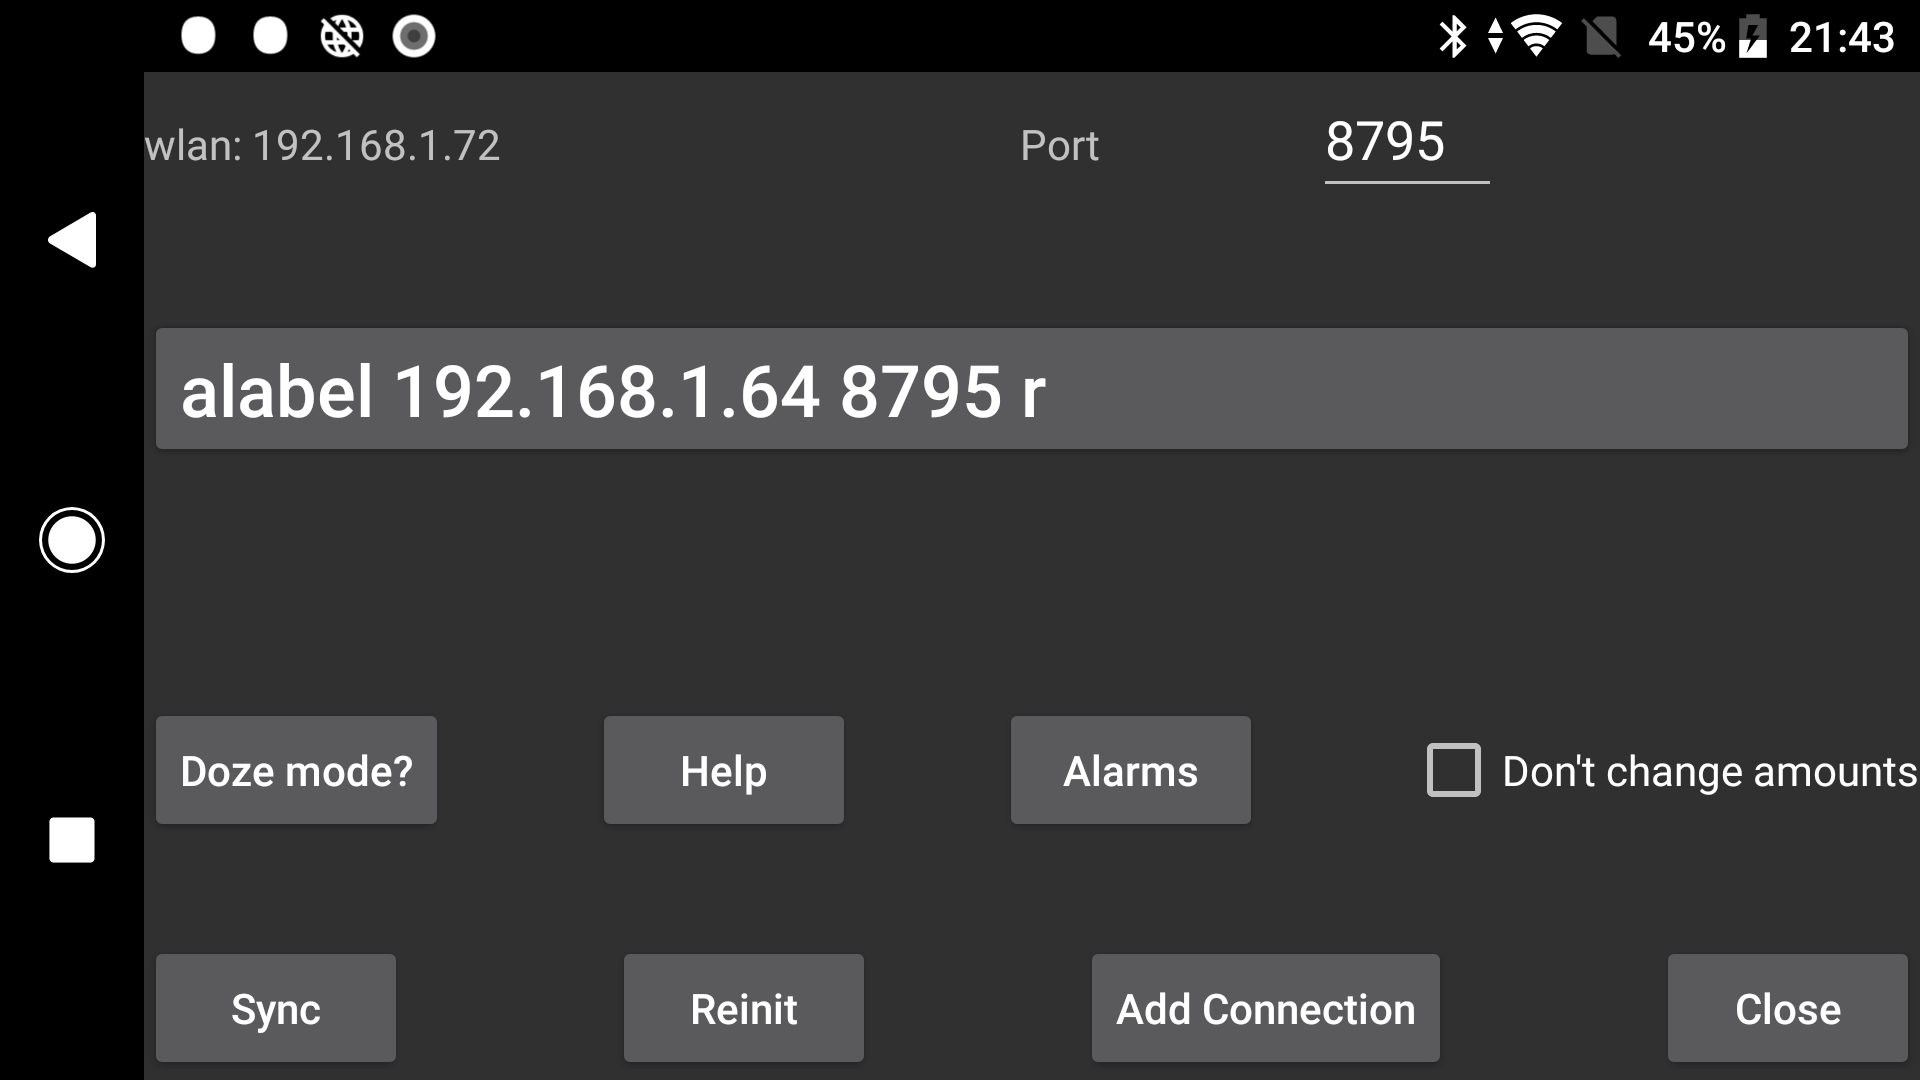 45% 21:43
wlan: 192.168.1.72 Port 8795
alabel 192.168.1.64 8795 r
Doze mode? Help Alarms Don't change amounts
Sync Reinit Add Connection Close